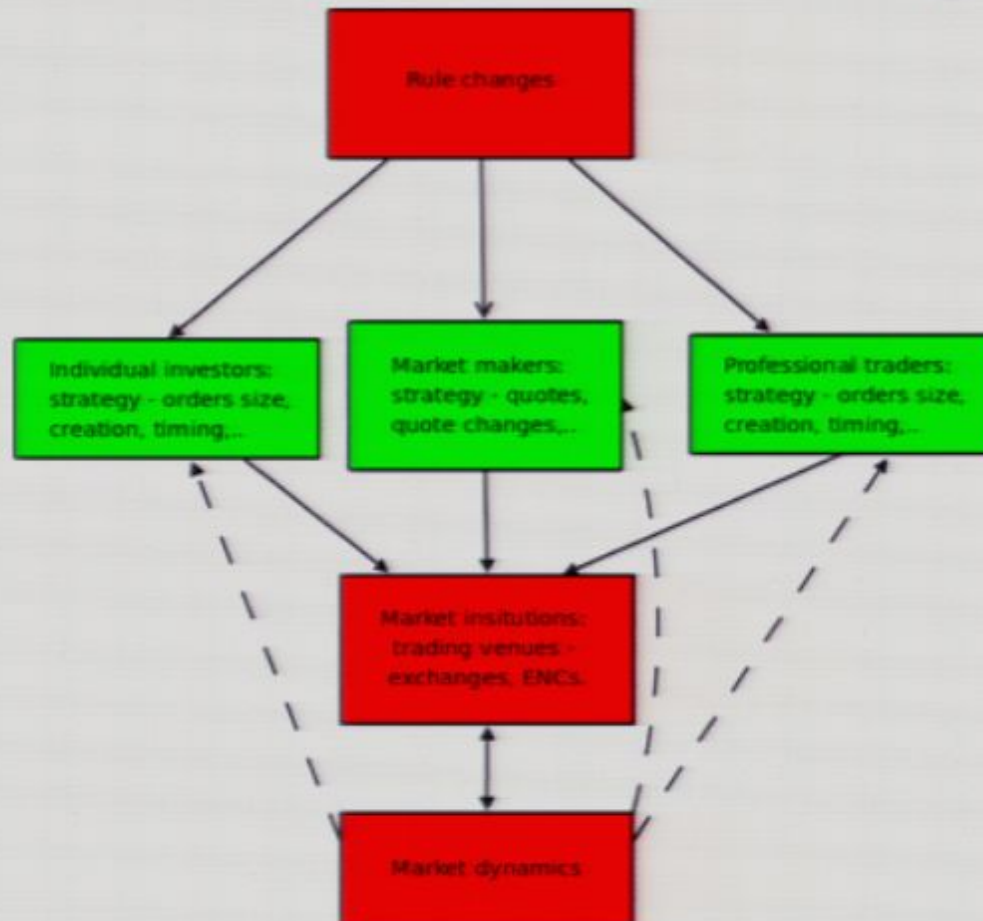 Rule changes
Individual investors:
strategy - orders size,
creation, timing,..
Market makers:
strategy - quotes,
quote changes,..
Professional traders:
strategy - orders size,
creation, timing,..
Market insitutions:
trading venues -
exchanges, ENCs.
Market dynamics